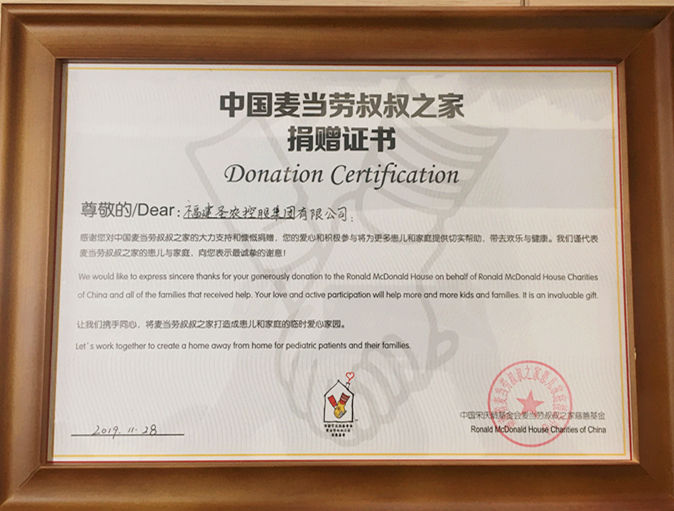 中国麦当劳叔叔之家
捐赠证书
Donation Certification
尊敬的/Dear：福建圣农控股集团有限公司：
感谢您对中国麦当劳叔叔之家的大力支持和慷慨捐赠，您的爱心和积极参与将为更多患儿和家庭提供切实帮助，带去欢乐与健康。我们谨代表
麦当劳叔叔之家的患儿与家庭，向您表示最诚挚的谢意！
We would like to express sincere thanks for your generously donation to the Ronald McDonald House on behalf of Ronald McDonald House Charities
of China and all of the families that received help. Your love and active participation will help more and more kids and families. It is an invaluable gift.
让我们携手同心，将麦当劳叔叔之家打造成患儿和家庭的临时爱心家园。
Let´s work together to create a home away from home for pediatric patients and their families.
中国宋庆龄基金会麦当劳叔叔之家慈善基金
Ronald McDonald House Charities of China
2019.11.28